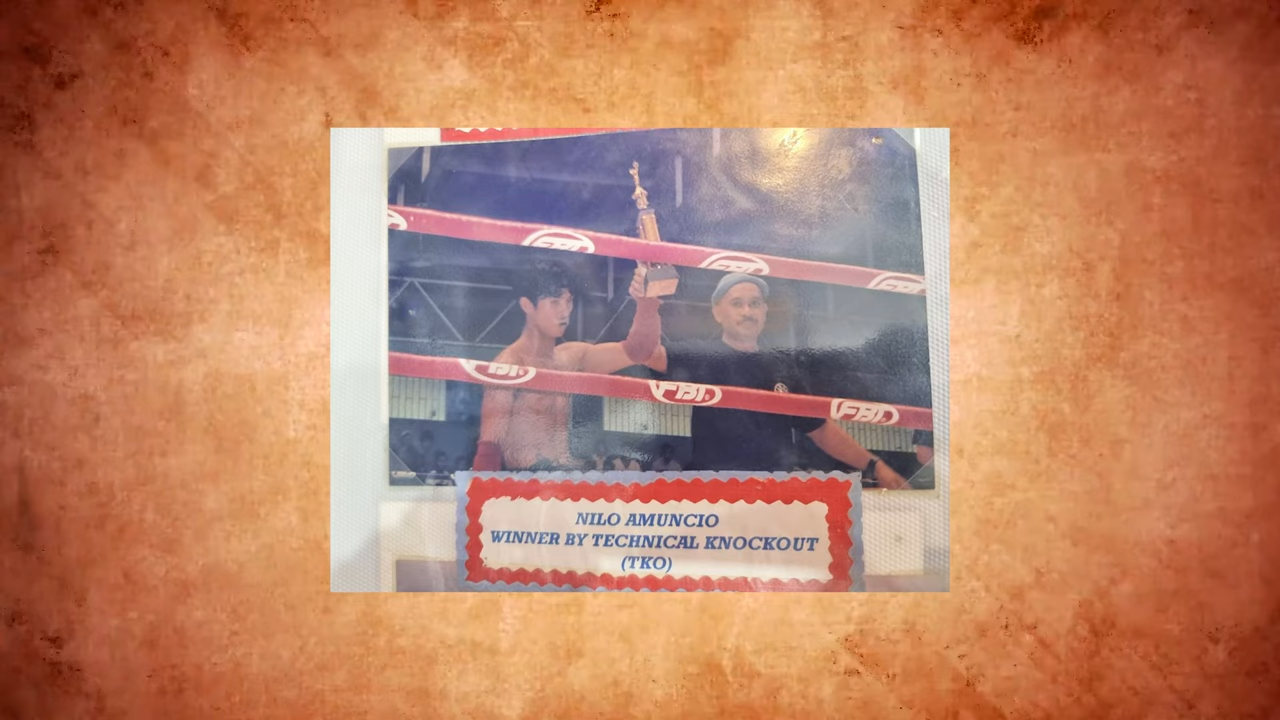 FBI
FBI
FBI
FBI
FBI
FBI
NILO AMUNCIO
WINNER BY TECHNICAL KNOCKOUT
(TKO)